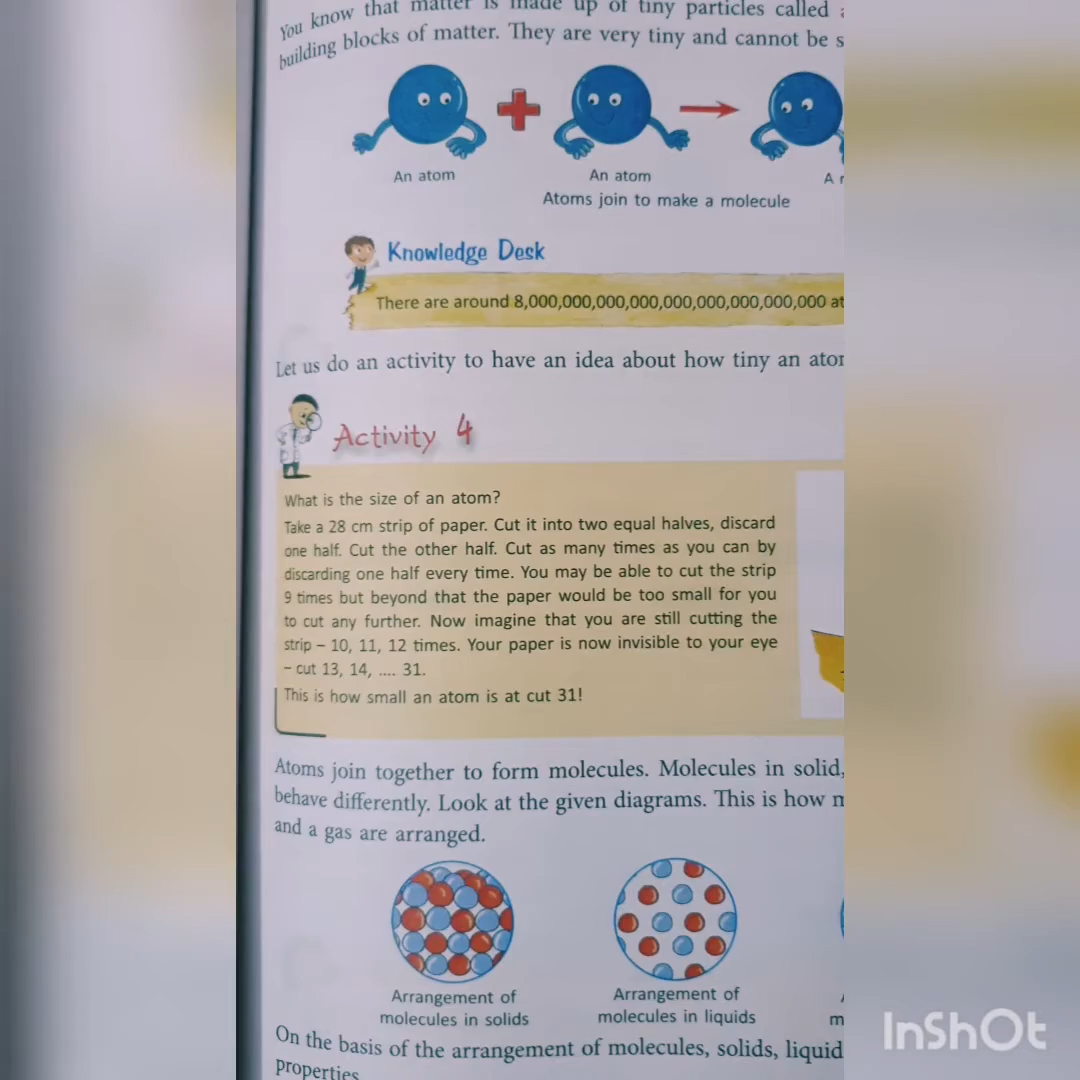 You know that matter is made up of tiny particles called
building blocks of matter. They are very tiny and cannot be s
An atom
An atom
A
Atoms join to make a molecule
Knowledge Desk
There are around 8,000,000,000,000,000,000,000,000,000 at
Let us do an activity to have an idea about how tiny an ato
Activity 4
What is the size of an atom?
Take a 28 cm strip of paper. Cut it into two equal halves, discard
one half. Cut the other half. Cut as many times as you can by
discarding one half every time. You may be able to cut the strip
9 times but beyond that the paper would be too small for you
to cut any further. Now imagine that you are still cutting the
strip – 10, 11, 12 times. Your paper is now invisible to your eye
– cut 13, 14, .... 31.
This is how small an atom is at cut 31!
Atoms join together to form molecules. Molecules in solid,
behave differently. Look at the given diagrams. This is how m
and a gas are arranged.
Arrangement of
molecules in solids
Arrangement of
molecules in liquids
m
On the basis of the arrangement of molecules, solids, liquid
properties
InShOt